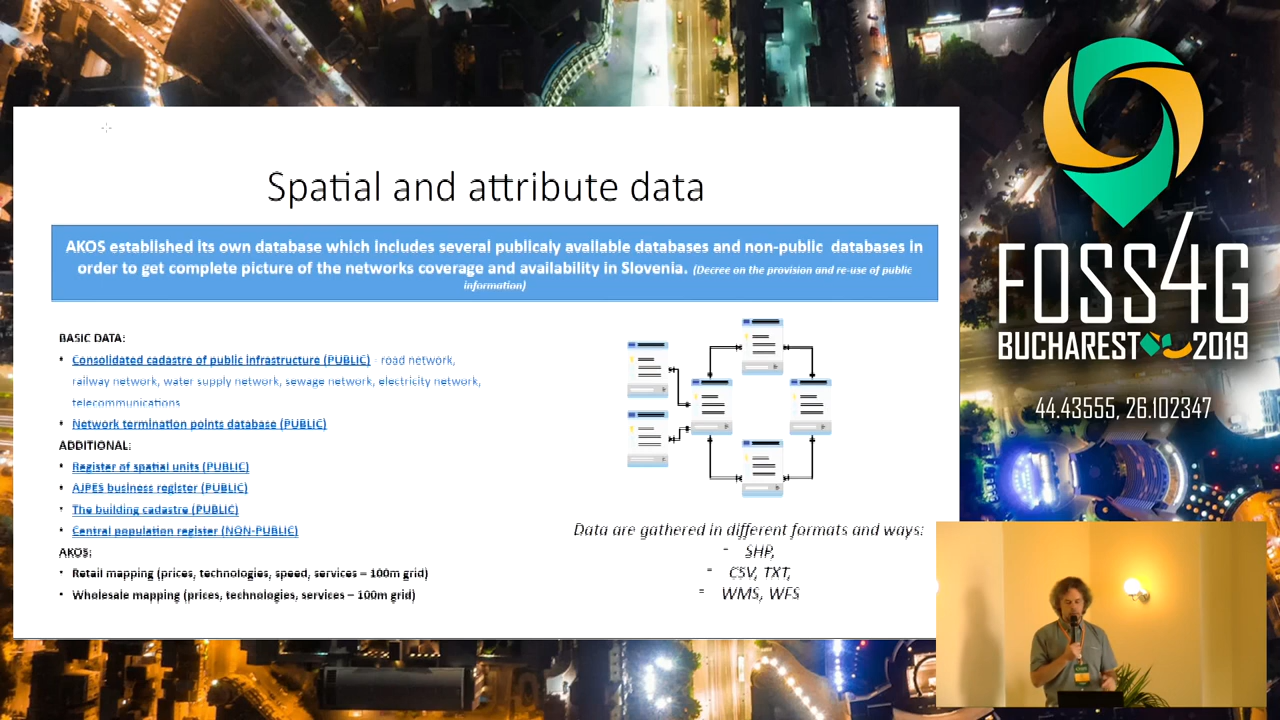 Spatial and attribute data
AKOS established its own database which includes several publicaly available databases and non-public databases in
order to get complete picture of the networks coverage and availability in Slovenia. (Decree on the provision and re-use of public
information)
BASIC DATA:
• Consolidated cadastre of public infrastructure (PUBLIC) - road network,
railway network, water supply network, sewage network, electricity network,
telecommunications
• Network termination points database (PUBLIC)
ADDITIONAL:
• Register of spatial units (PUBLIC)
• AJPES business register (PUBLIC)
• The building cadastre (PUBLIC)
• Central population register (NON-PUBLIC)
AKOS:
• Retail mapping (prices, technologies, speed, services – 100m grid)
• Wholesale mapping (prices, technologies, services – 100m grid)
Data are gathered in different formats and ways:
- SHP,
- CSV, TXT,
- WMS, WFS
FOSS4G
BUCHAREST 2019
44.43555, 26.102347